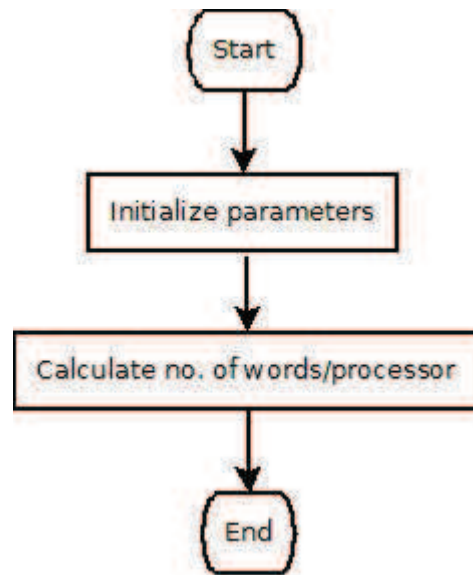 Start
Initialize parameters
Calculate no. of words/processor
End